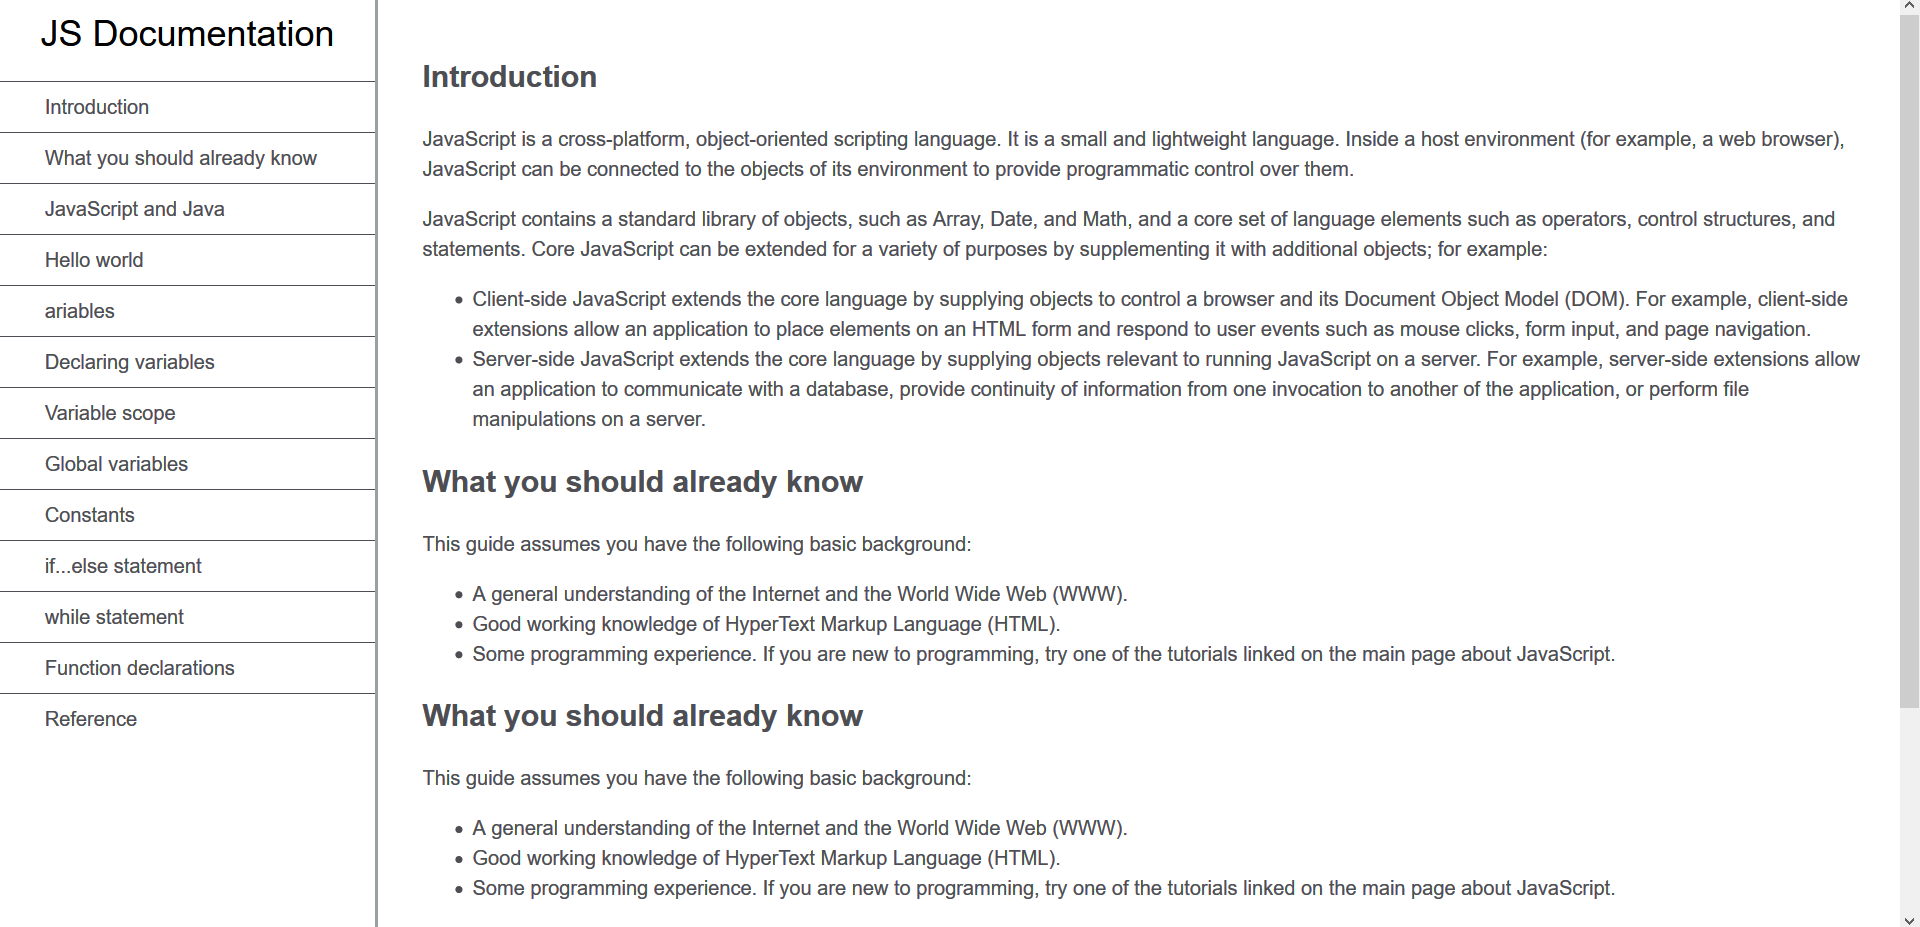 JS Documentation
Introduction
What you should already know
JavaScript and Java
Hello world
ariables
Declaring variables
Variable scope
Global variables
Constants
if...else statement
while statement
Function declarations
Reference
Introduction
JavaScript is a cross-platform, object-oriented scripting language. It is a small and lightweight language. Inside a host environment (for example, a web browser),
JavaScript can be connected to the objects of its environment to provide programmatic control over them.
JavaScript contains a standard library of objects, such as Array, Date, and Math, and a core set of language elements such as operators, control structures, and
statements. Core JavaScript can be extended for a variety of purposes by supplementing it with additional objects; for example:
• Client-side JavaScript extends the core language by supplying objects to control a browser and its Document Object Model (DOM). For example, client-side
extensions allow an application to place elements on an HTML form and respond to user events such as mouse clicks, form input, and page navigation.
• Server-side JavaScript extends the core language by supplying objects relevant to running JavaScript on a server. For example, server-side extensions allow
an application to communicate with a database, provide continuity of information from one invocation to another of the application, or perform file
manipulations on a server.
What you should already know
This guide assumes you have the following basic background:
• A general understanding of the Internet and the World Wide Web (WWW).
• Good working knowledge of HyperText Markup Language (HTML).
• Some programming experience. If you are new to programming, try one of the tutorials linked on the main page about JavaScript.
What you should already know
This guide assumes you have the following basic background:
• A general understanding of the Internet and the World Wide Web (WWW).
• Good working knowledge of HyperText Markup Language (HTML).
• Some programming experience. If you are new to programming, try one of the tutorials linked on the main page about JavaScript.